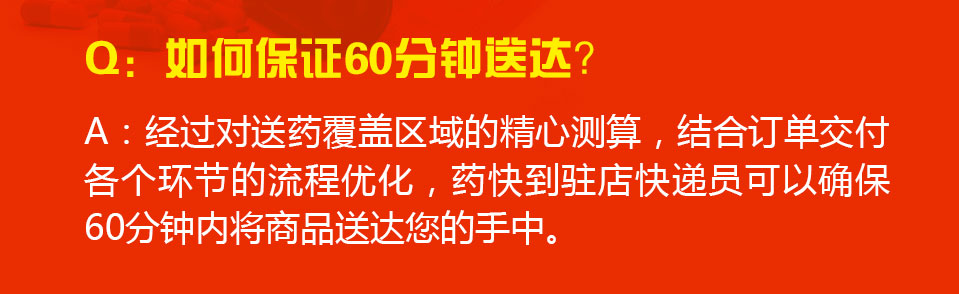 Q：如何保证60分钟送达？
A：经过对送药覆盖区域的精心测算，结合订单交付
各个环节的流程优化，药快到驻店快递员可以确保
60分钟内将商品送达您的手中。